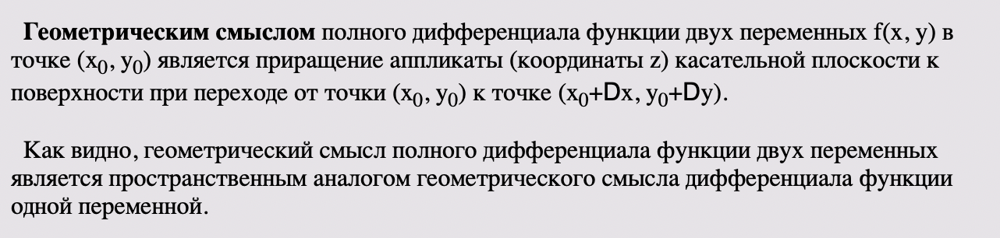 Геометрическим смыслом полного дифференциала функции двух переменных f(x, y) в
точке (x₀, y₀) является приращение аппликаты (координаты z) касательной плоскости к
поверхности при переходе от точки (x₀, y₀) к точке (x₀+Dx, y₀+Dy).
Как видно, геометрический смысл полного дифференциала функции двух переменных
является пространственным аналогом геометрического смысла дифференциала функции
одной переменной.